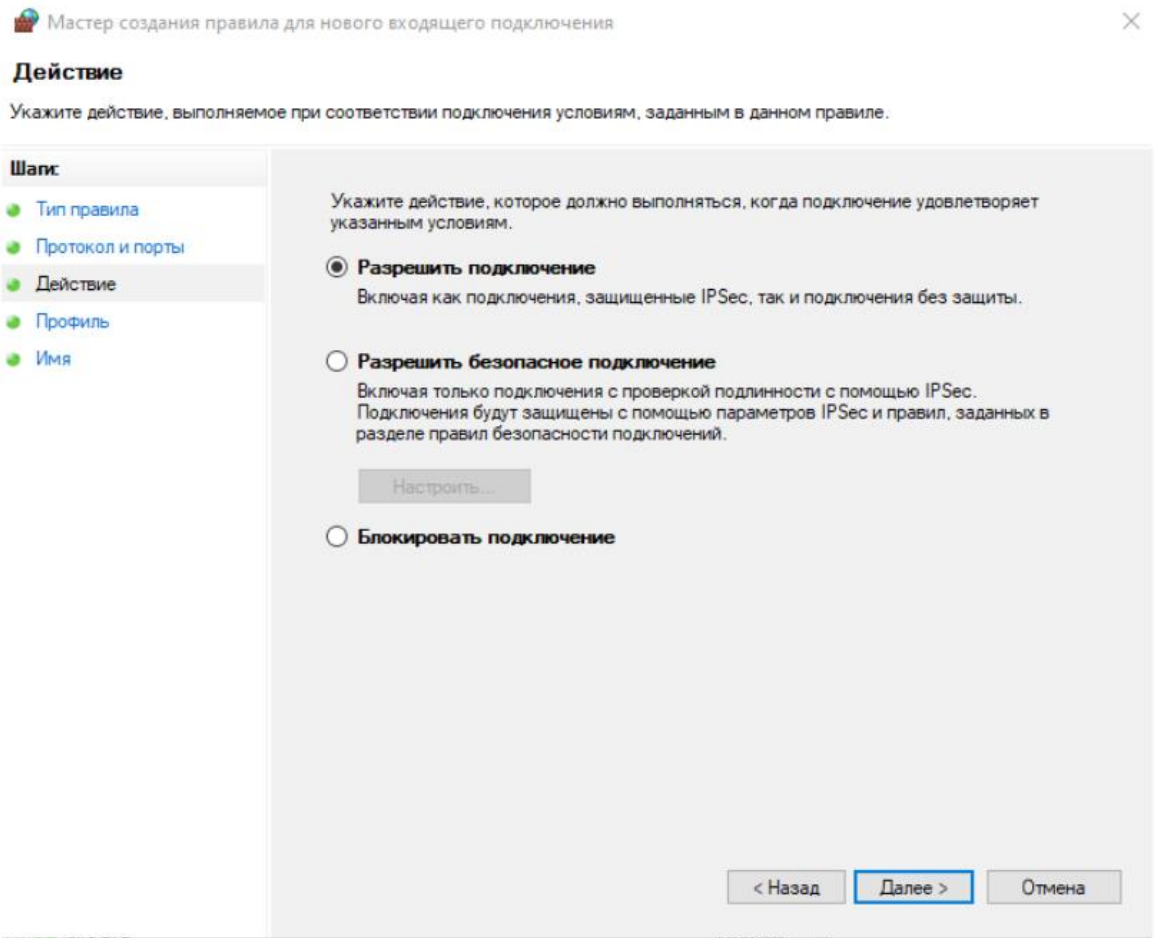 Мастер создания правила для нового входящего подключения
Действие
Укажите действие, выполняемое при соответствии подключения условиям, заданным в данном правиле.
Шаги:
Тип правила
Протокол и порты
Действие
Профиль
Имя
Укажите действие, которое должно выполняться, когда подключение удовлетворяет
указанным условиям.
Разрешить подключение
Включая как подключения, защищенные IPSec, так и подключения без защиты.
Разрешить безопасное подключение
Включая только подключения с проверкой подлинности с помощью IPSec.
Подключения будут защищены с помощью параметров IPSec и правил, заданных в
разделе правил безопасности подключений.
Настроить...
Блокировать подключение
< Назад
Далее >
Отмена